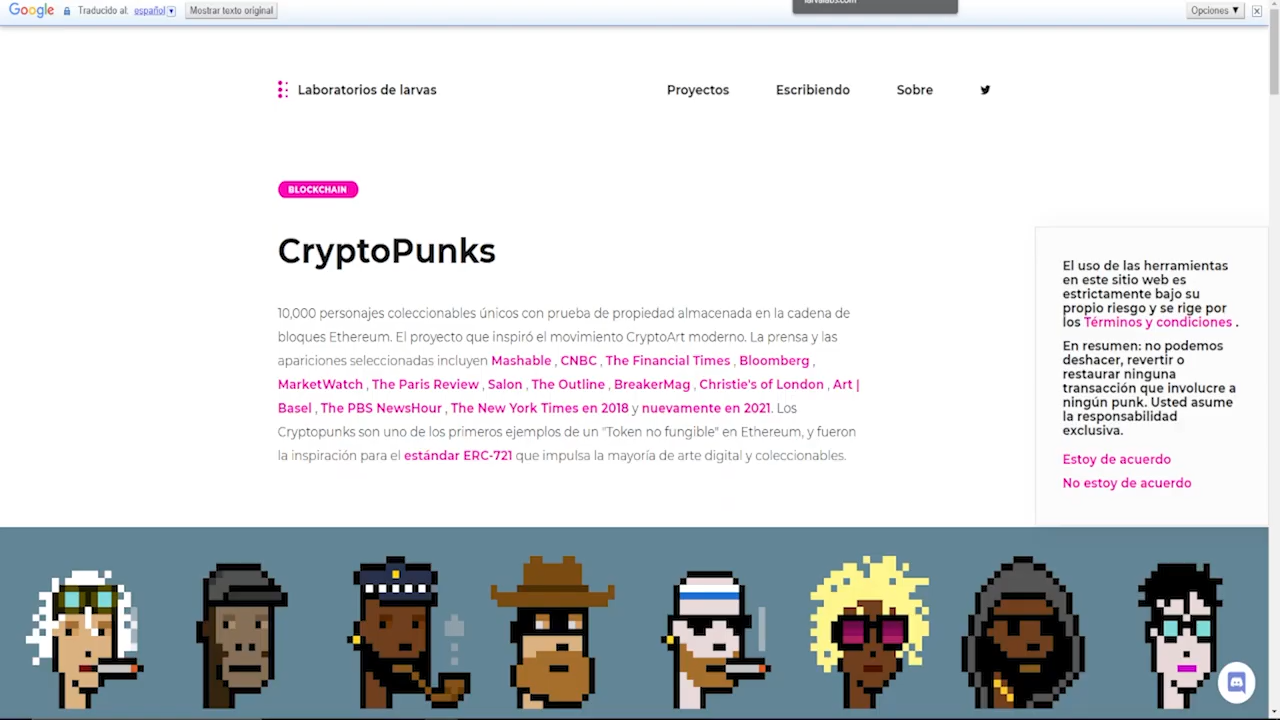 Google Traducido al: español Mostrar texto original
larvalabs.com
Opciones ▼
Laboratorios de larvas
Proyectos Escribiendo Sobre
BLOCKCHAIN
CryptoPunks
10,000 personajes coleccionables únicos con prueba de propiedad almacenada en la cadena de
bloques Ethereum. El proyecto que inspiró el movimiento CryptoArt moderno. La prensa y las
apariciones seleccionadas incluyen Mashable , CNBC , The Financial Times , Bloomberg ,
MarketWatch , The Paris Review , Salon , The Outline , BreakerMag , Christie's of London , Art |
Basel , The PBS NewsHour , The New York Times en 2018 y nuevamente en 2021. Los
Cryptopunks son uno de los primeros ejemplos de un "Token no fungible" en Ethereum, y fueron
la inspiración para el estándar ERC-721 que impulsa la mayoría de arte digital y coleccionables.
El uso de las herramientas
en este sitio web es
estrictamente bajo su
propio riesgo y se rige por
los Términos y condiciones .
En resumen: no podemos
deshacer, revertir o
restaurar ninguna
transacción que involucre a
ningún punk. Usted asume
la responsabilidad
exclusiva.
Estoy de acuerdo
No estoy de acuerdo